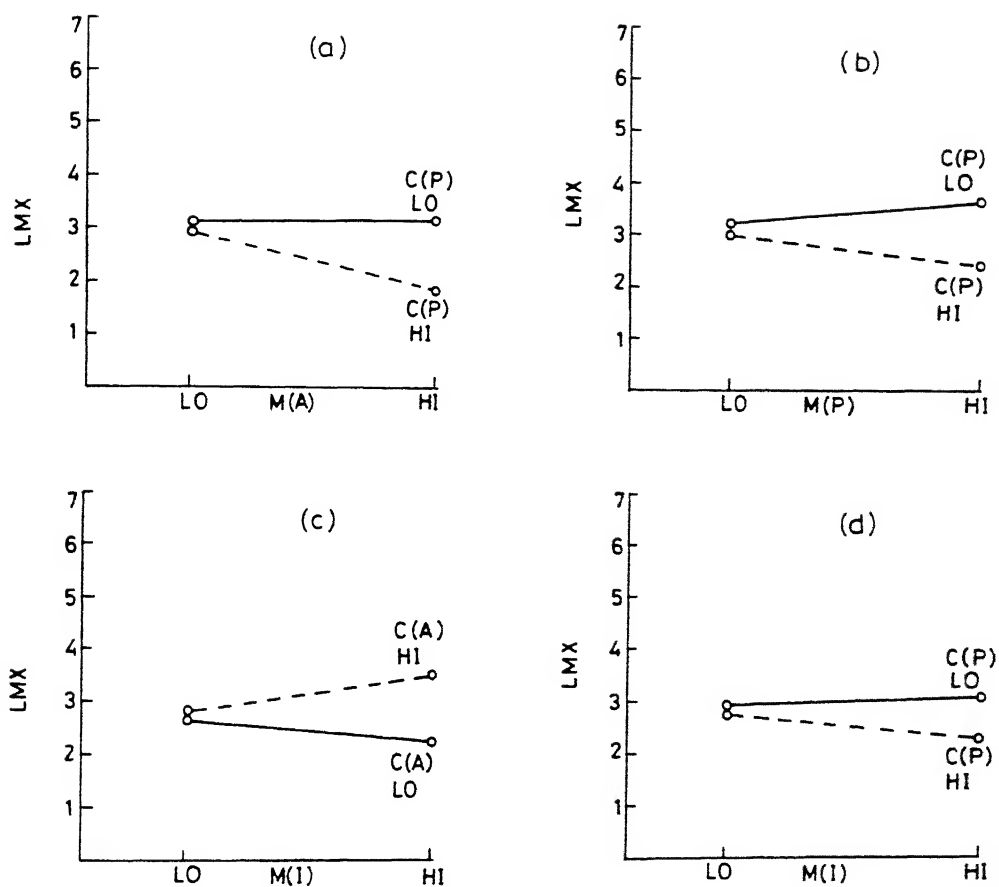 (a)
7
6
5
4
3
2
1
LMX
C(P)
LO
C(P)
HI
LO M(A) HI
(b)
7
6
5
4
3
2
1
LMX
C(P)
LO
C(P)
HI
LO M(P) HI
(c)
7
6
5
4
3
2
1
LMX
C(A)
HI
C(A)
LO
LO M(I) HI
(d)
7
6
5
4
3
2
1
LMX
C(P)
LO
C(P)
HI
LO M(I) HI